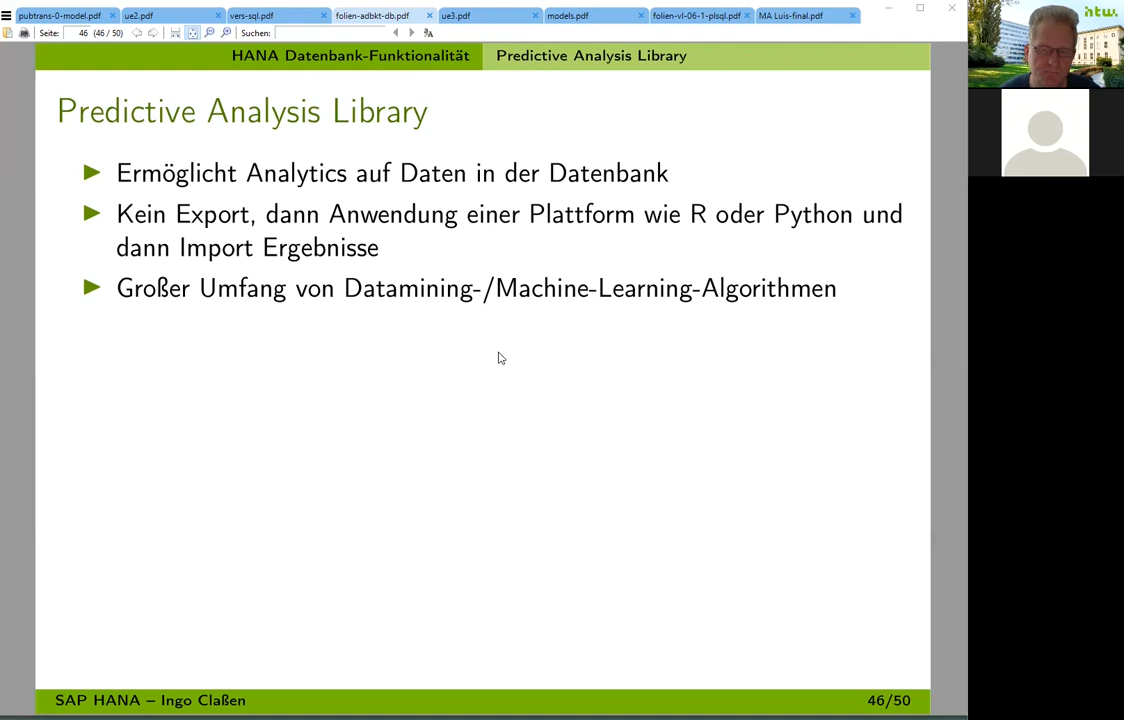 pubtrans-0-model.pdf ue2.pdf vers-sql.pdf folien-adbkt-db.pdf ue3.pdf models.pdf folien-vl-06-1-plsql.pdf MA Luis-final.pdf
Seite: 46 (46 / 50) Suchen:
HANA Datenbank-Funktionalität Predictive Analysis Library
Predictive Analysis Library
Ermöglicht Analytics auf Daten in der Datenbank
Kein Export, dann Anwendung einer Plattform wie R oder Python und
dann Import Ergebnisse
Großer Umfang von Datamining-/Machine-Learning-Algorithmen
SAP HANA – Ingo Claßen 46/50
htw.